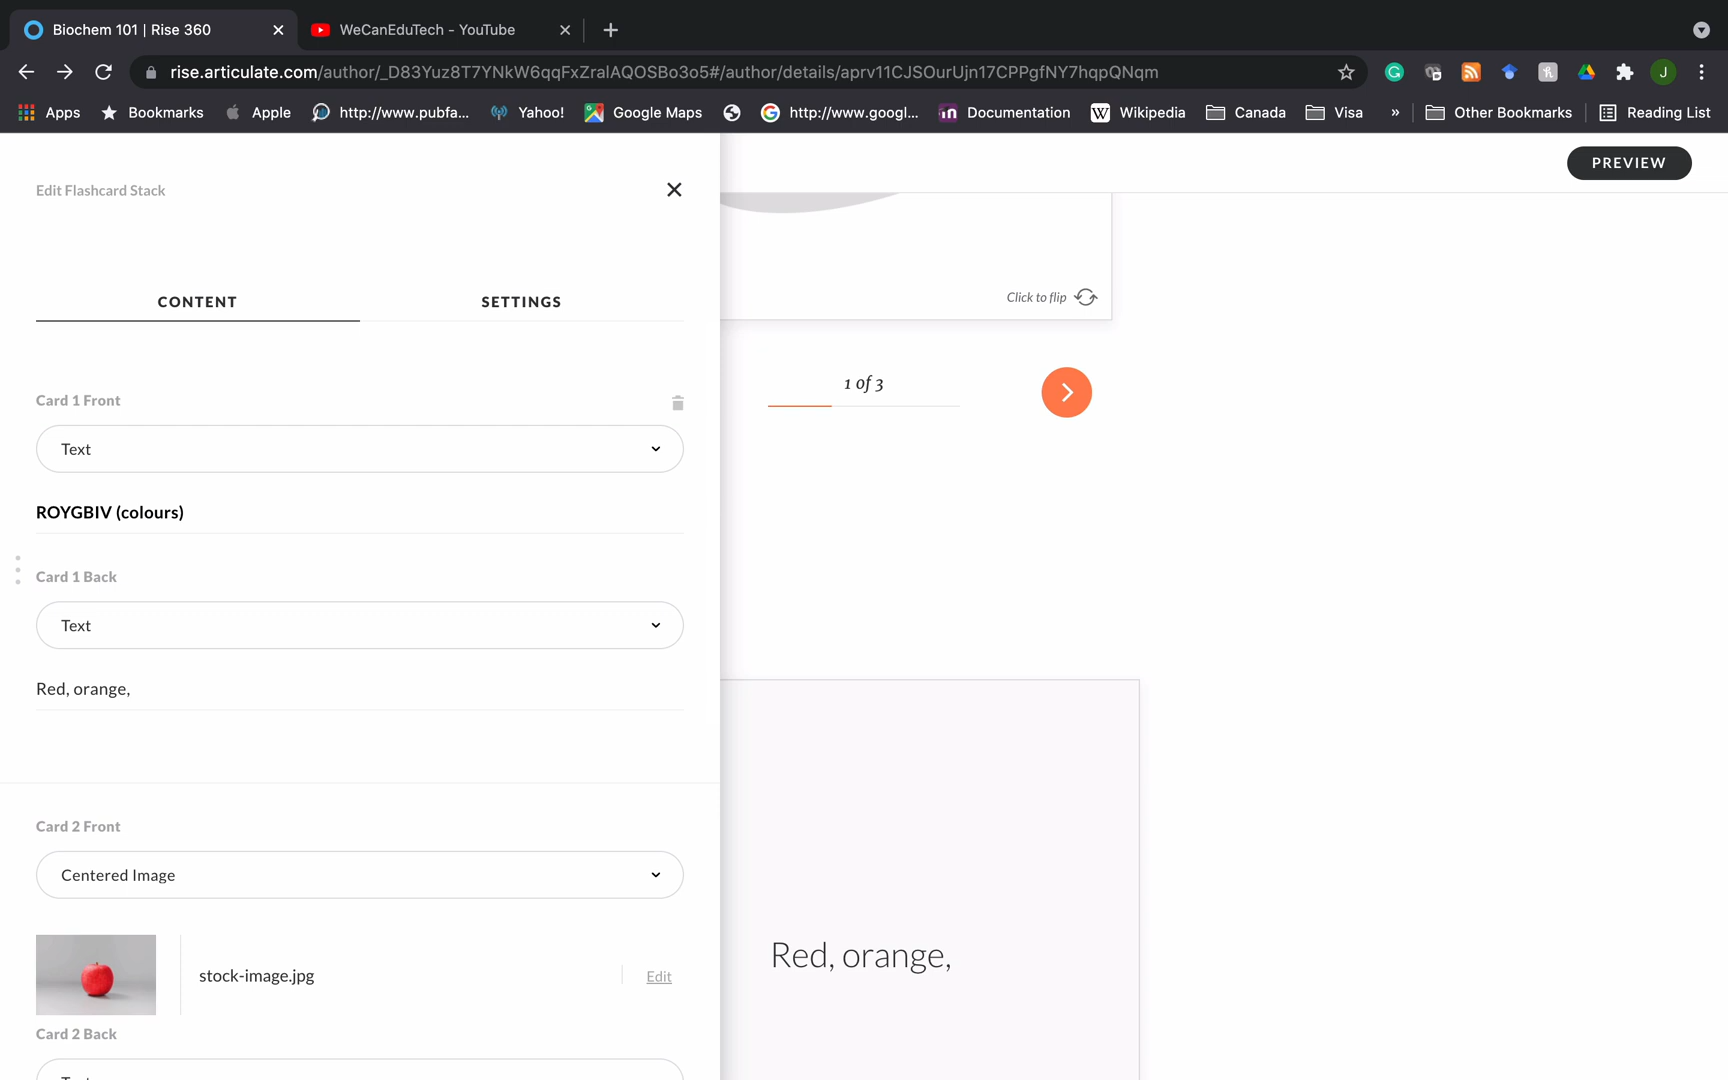 Biochem 101 | Rise 360
WeCanEduTech - YouTube
rise.articulate.com/author/_D83Yuz8T7YNkW6qqFxZralAQOSBo3o5#/author/details/aprv11CJSOurUjn17CPPgfNY7hqpQNqm
J
Apps
Bookmarks
Apple
http://www.pubfa...
Yahoo!
Google Maps
http://www.googl...
Documentation
Wikipedia
Canada
Visa
»
Other Bookmarks
Reading List
Edit Flashcard Stack
PREVIEW
CONTENT
SETTINGS
Click to flip
1 of 3
Card 1 Front
Text
ROYGBIV (colours)
Card 1 Back
Text
Red, orange,
Card 2 Front
Centered Image
stock-image.jpg
Edit
Card 2 Back
Red, orange,